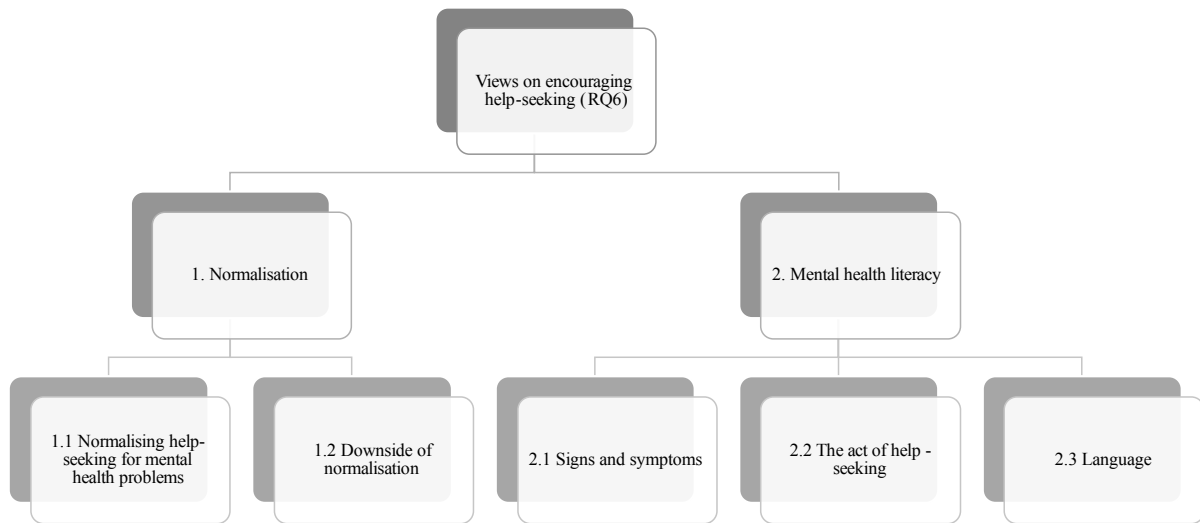 Views on encouraging
help-seeking (RQ6)
1. Normalisation
2. Mental health literacy
1.1 Normalising help-
seeking for mental
health problems
1.2 Downside of
normalisation
2.1 Signs and symptoms
2.2 The act of help -
seeking
2.3 Language